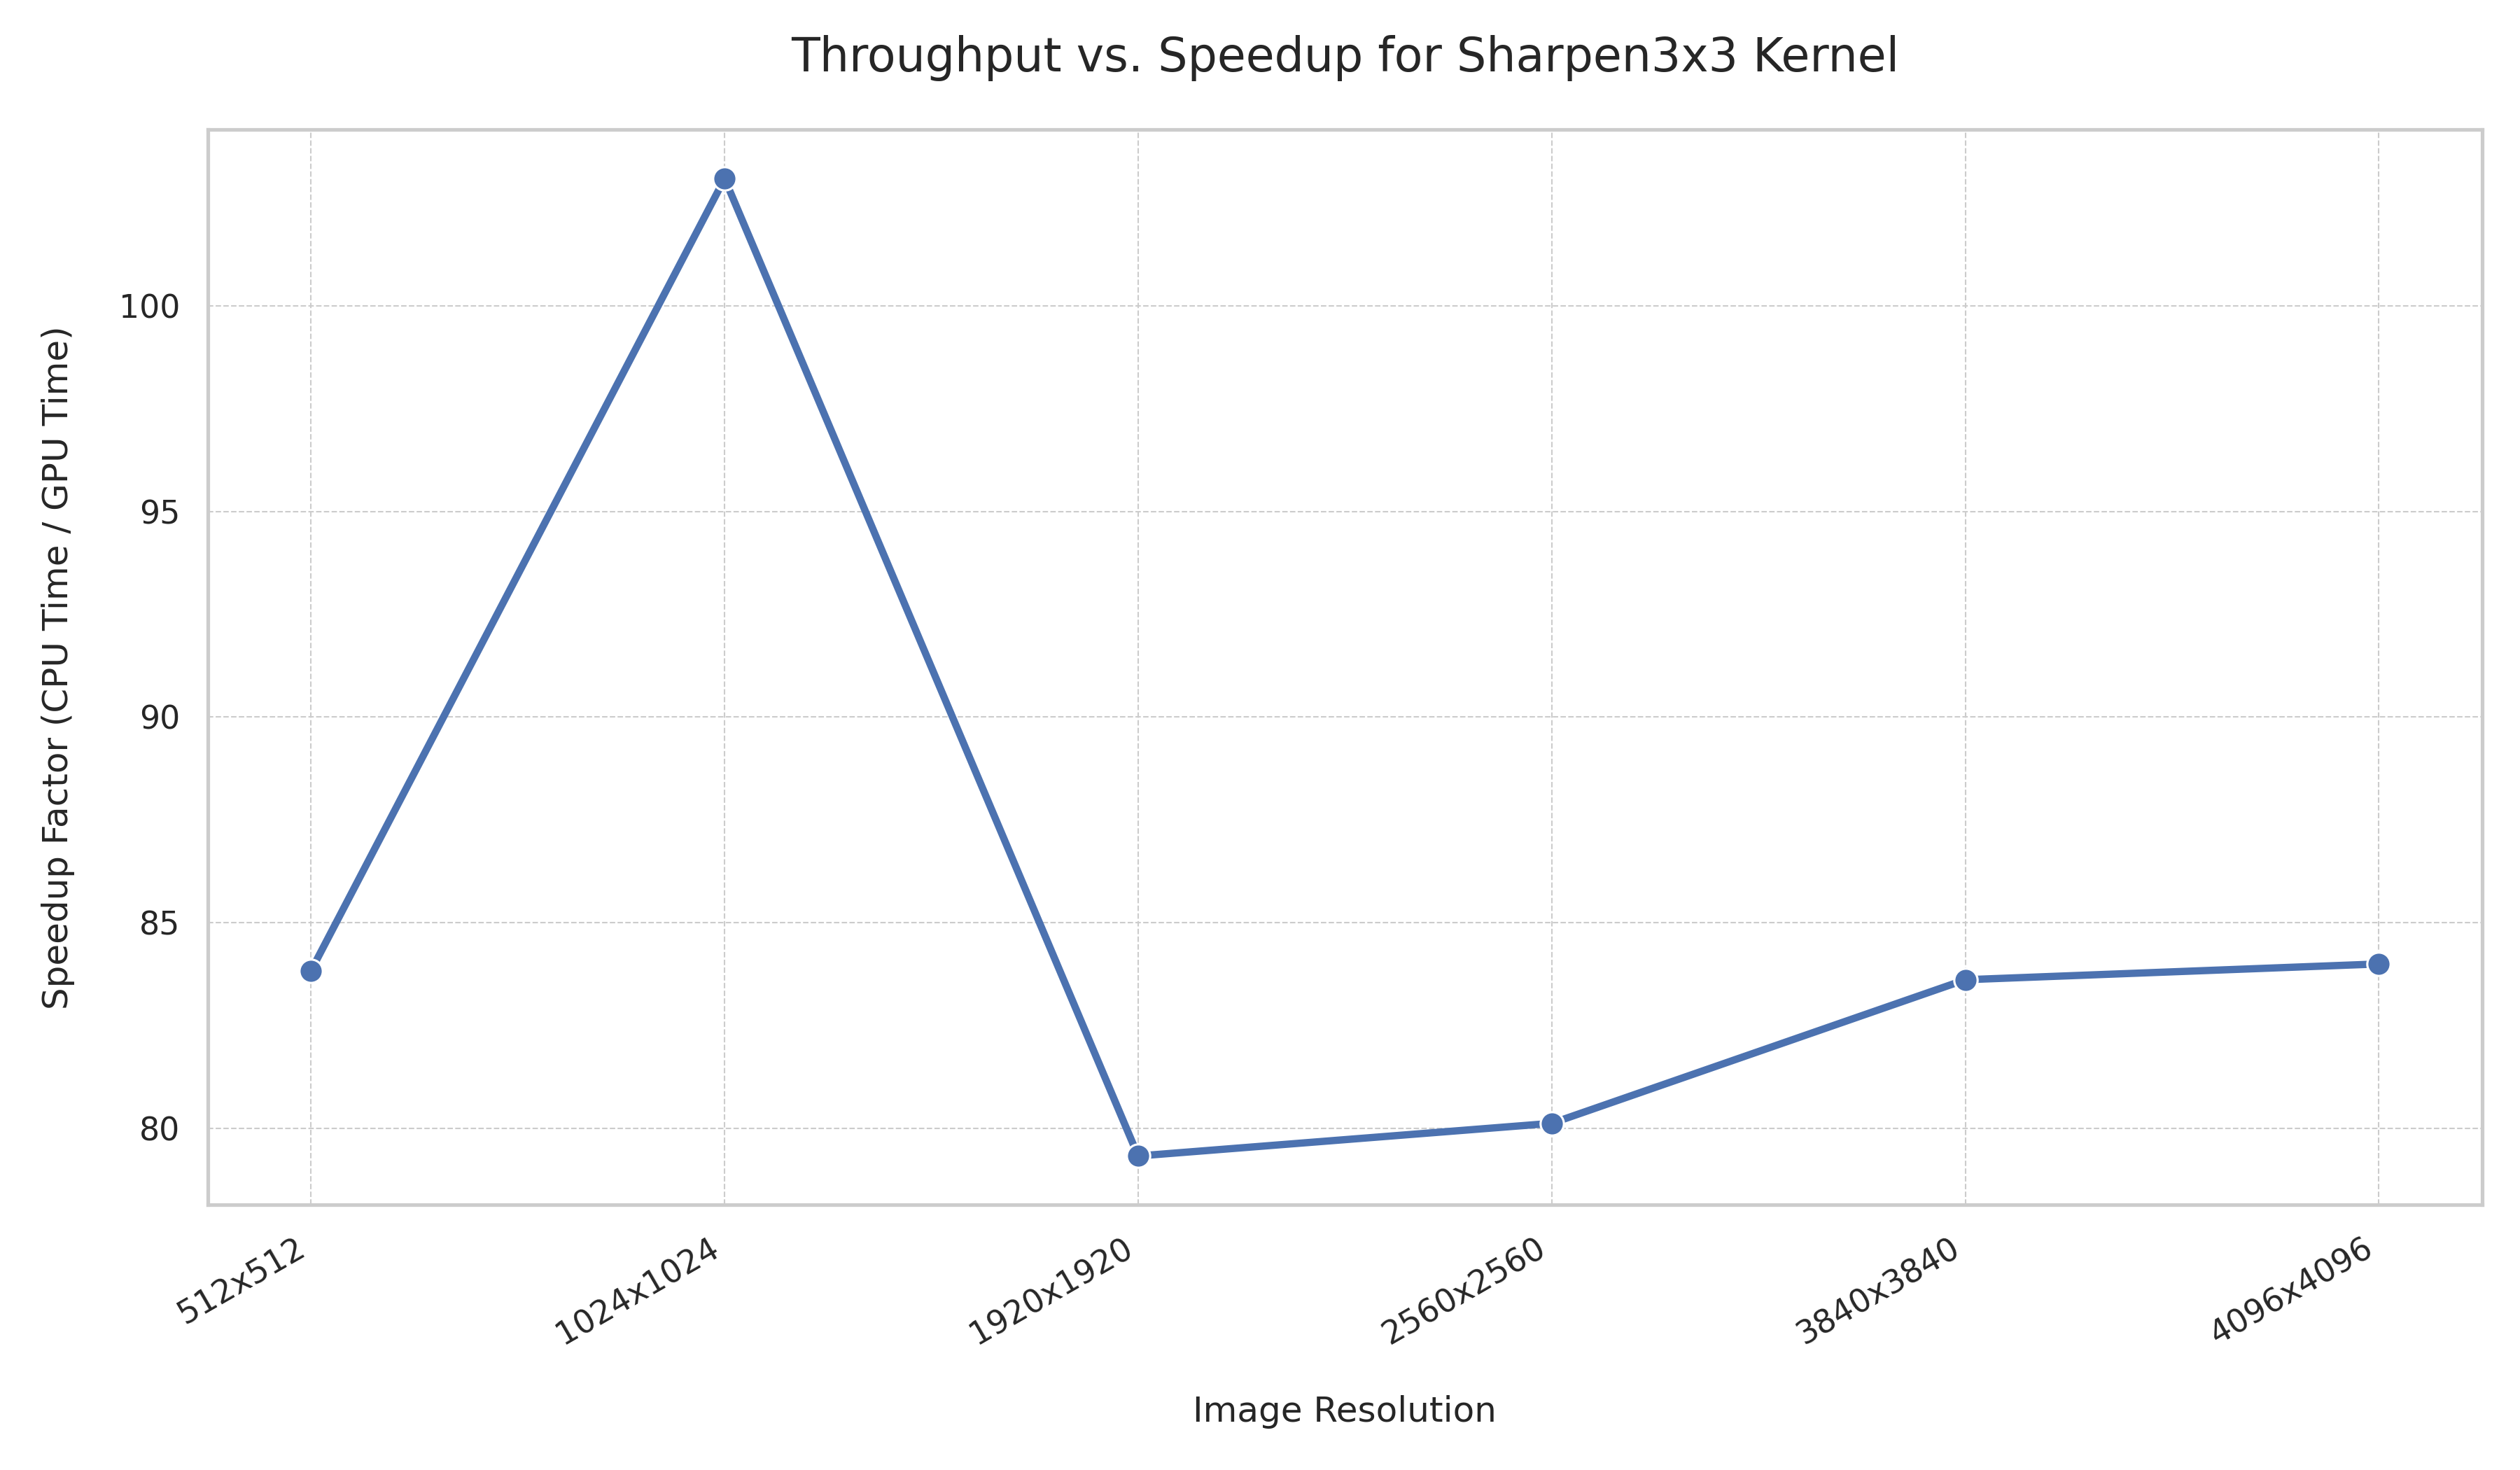 Throughput vs. Speedup for Sharpen3x3 Kernel
Speedup Factor (CPU Time / GPU Time)
100
95
90
85
80
512x512
1024x1024
1920x1920
2560x2560
3840x3840
4096x4096
Image Resolution